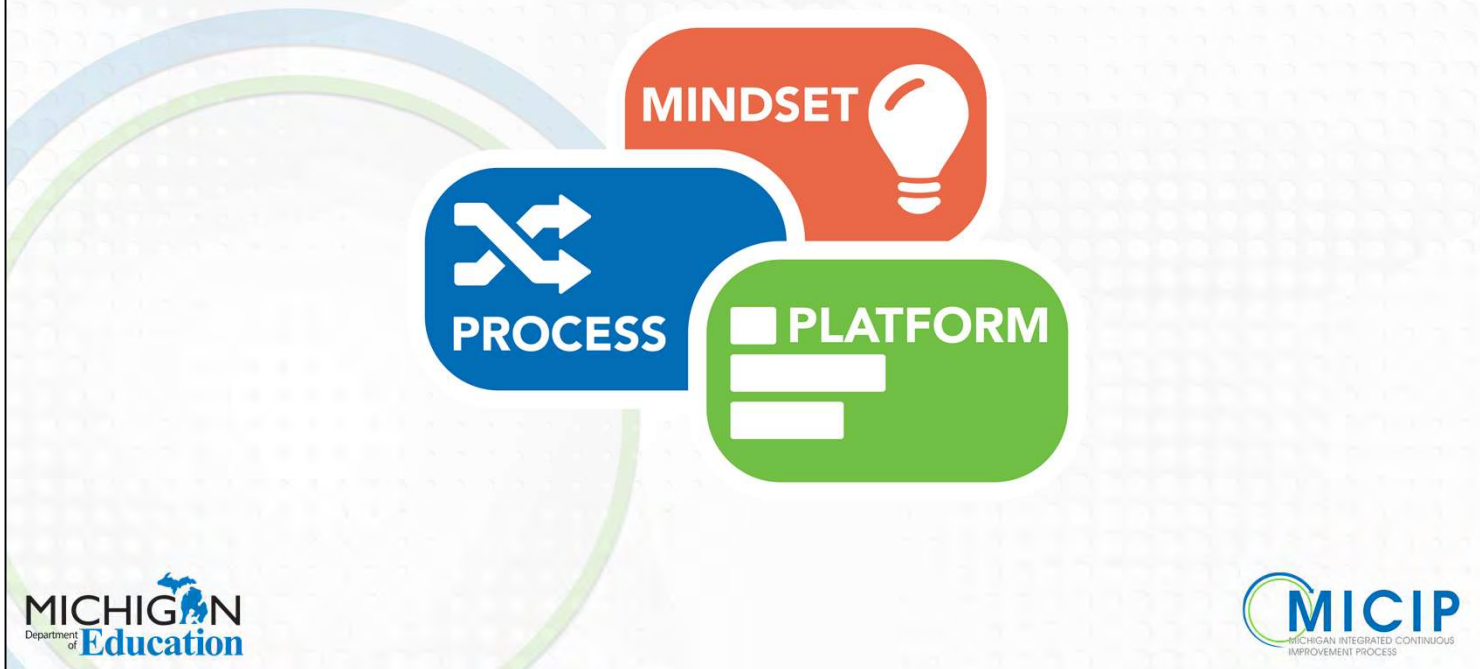 MINDSET
PROCESS
PLATFORM
MICHIGAN
Department
of Education
MICIP
MICHIGAN INTEGRATED CONTINUOUS
IMPROVEMENT PROCESS